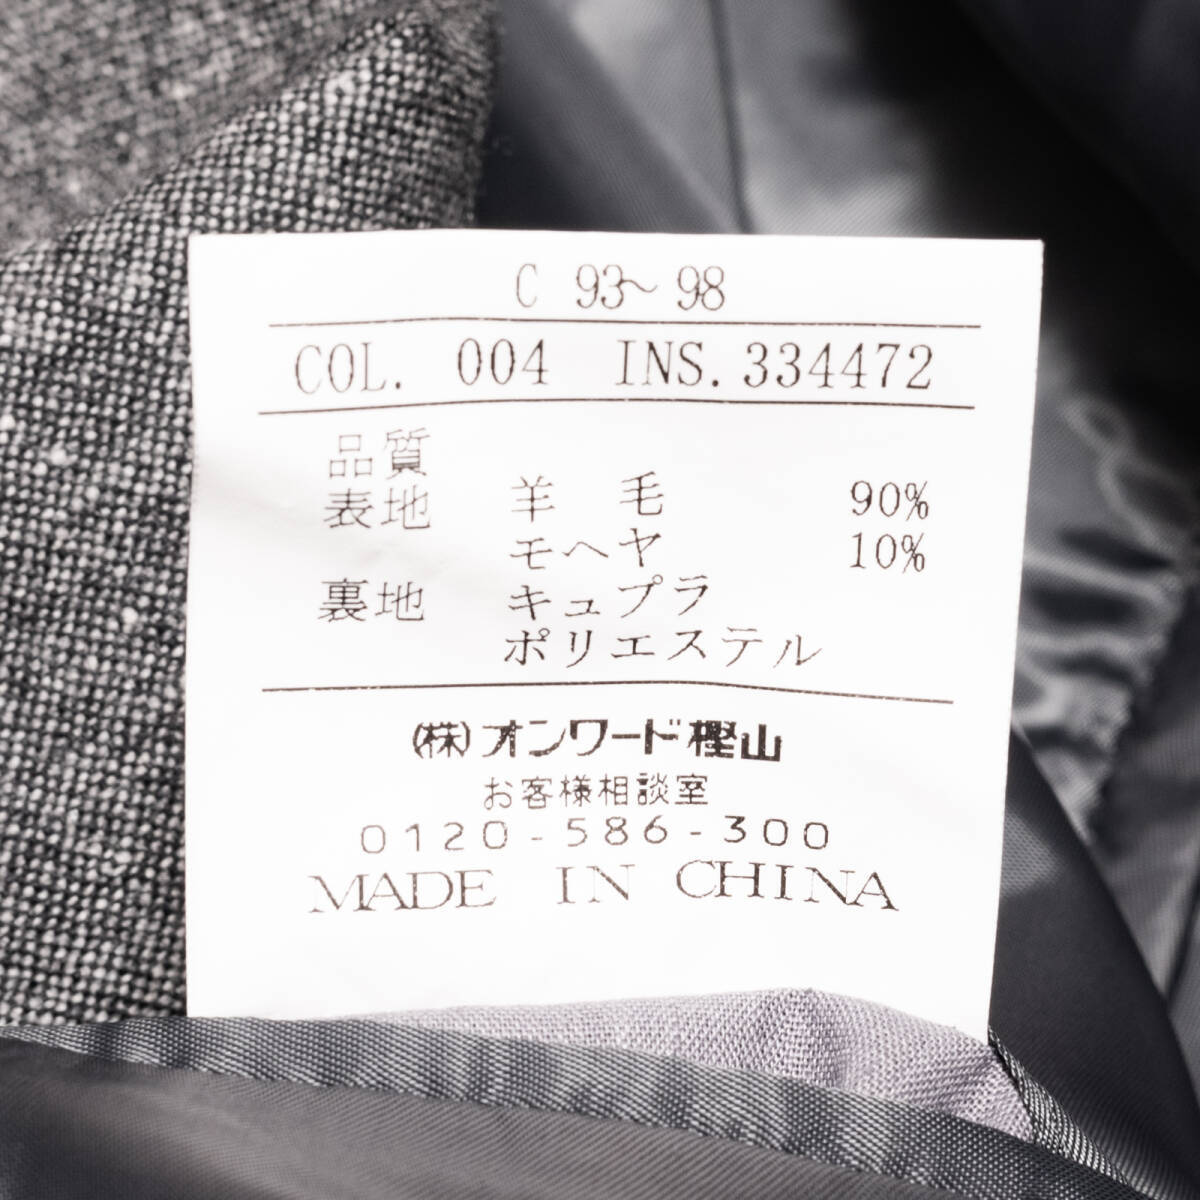 C 93~98
COL. 004 INS. 334472
品質
表地 羊毛 90%
モヘヤ 10%
裏地 キュプラ
ポリエステル
(株)オンワード樫山
お客様相談室
0120-586-300
MADE IN CHINA